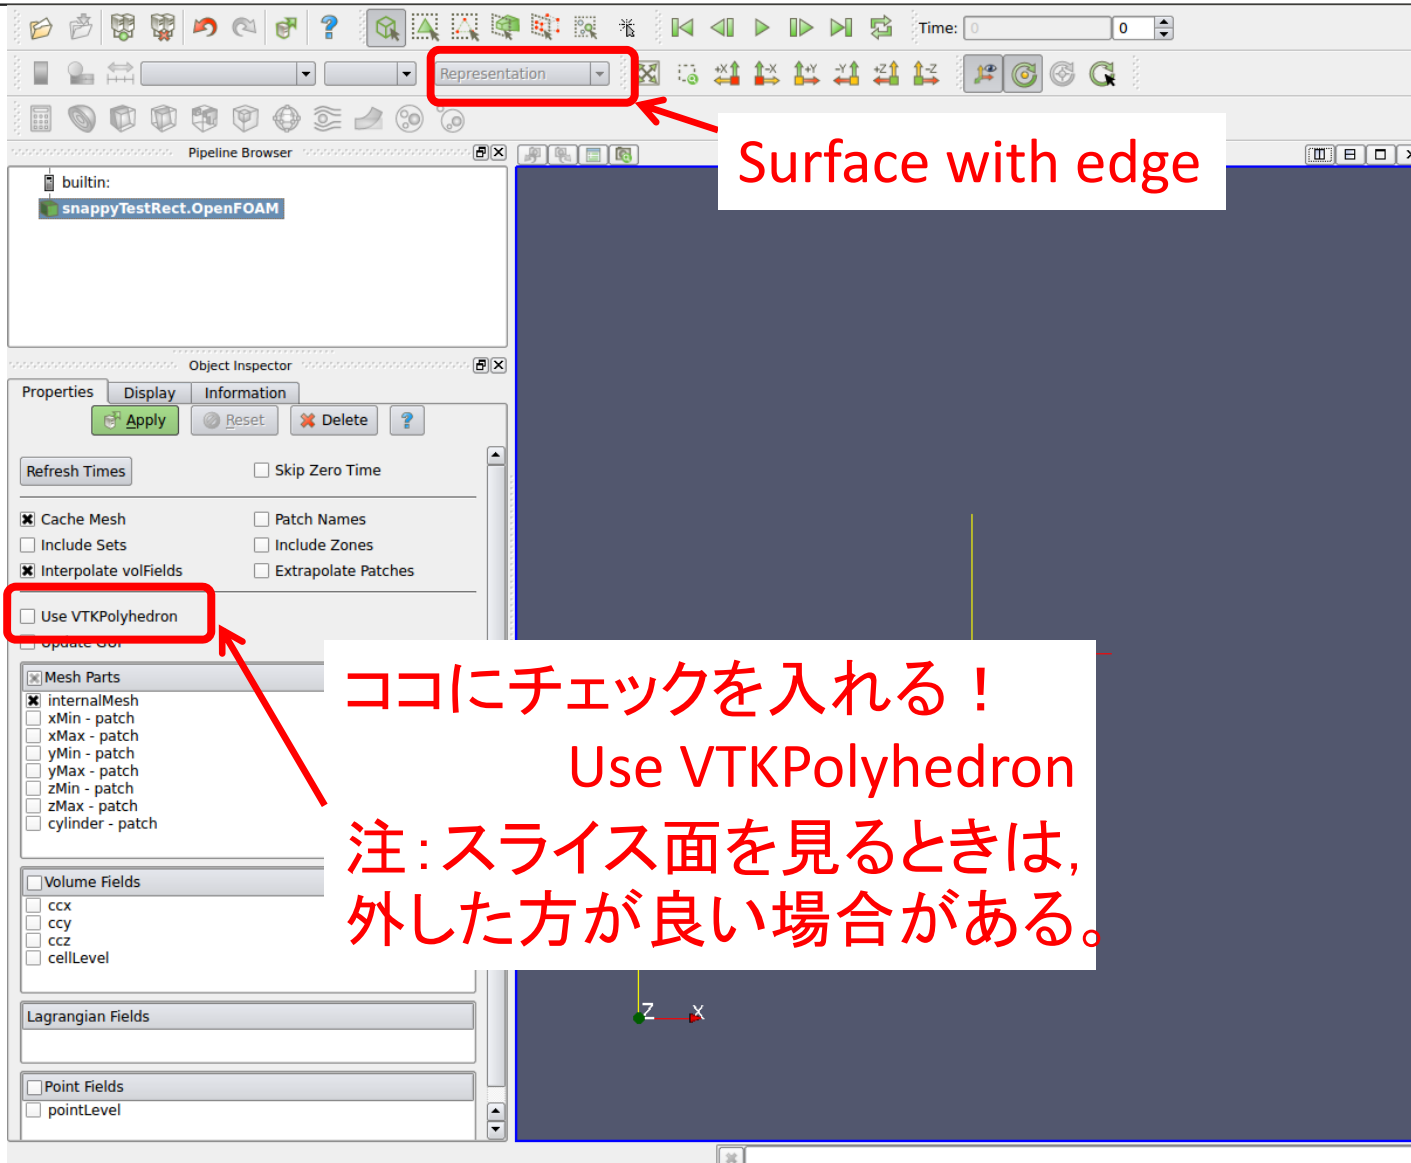 Time: 0 0
Representation
Surface with edge
Pipeline Browser
builtin:
snappyTestRect.OpenFOAM
Object Inspector
Properties Display Information
Apply Reset Delete
Refresh Times Skip Zero Time
Cache Mesh Patch Names
Include Sets Include Zones
Interpolate volFields Extrapolate Patches
Use VTKPolyhedron
Update GUI
ココにチェックを入れる！
Use VTKPolyhedron
注：スライス面を見るときは，
外した方が良い場合がある。
Mesh Parts
internalMesh
xMin - patch
xMax - patch
yMin - patch
yMax - patch
zMin - patch
zMax - patch
cylinder - patch
Volume Fields
ccx
ccy
ccz
cellLevel
Lagrangian Fields
Point Fields
pointLevel
Z X